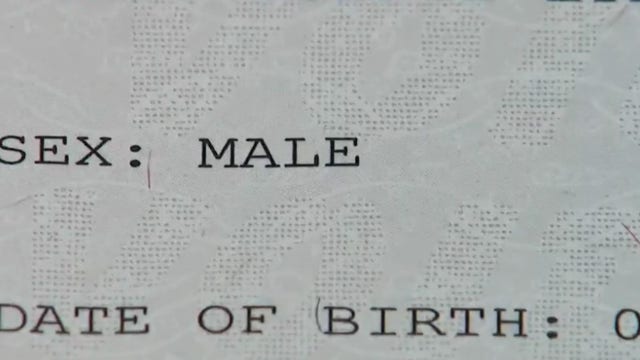 SEX: MALE
DATE OF BIRTH: 0